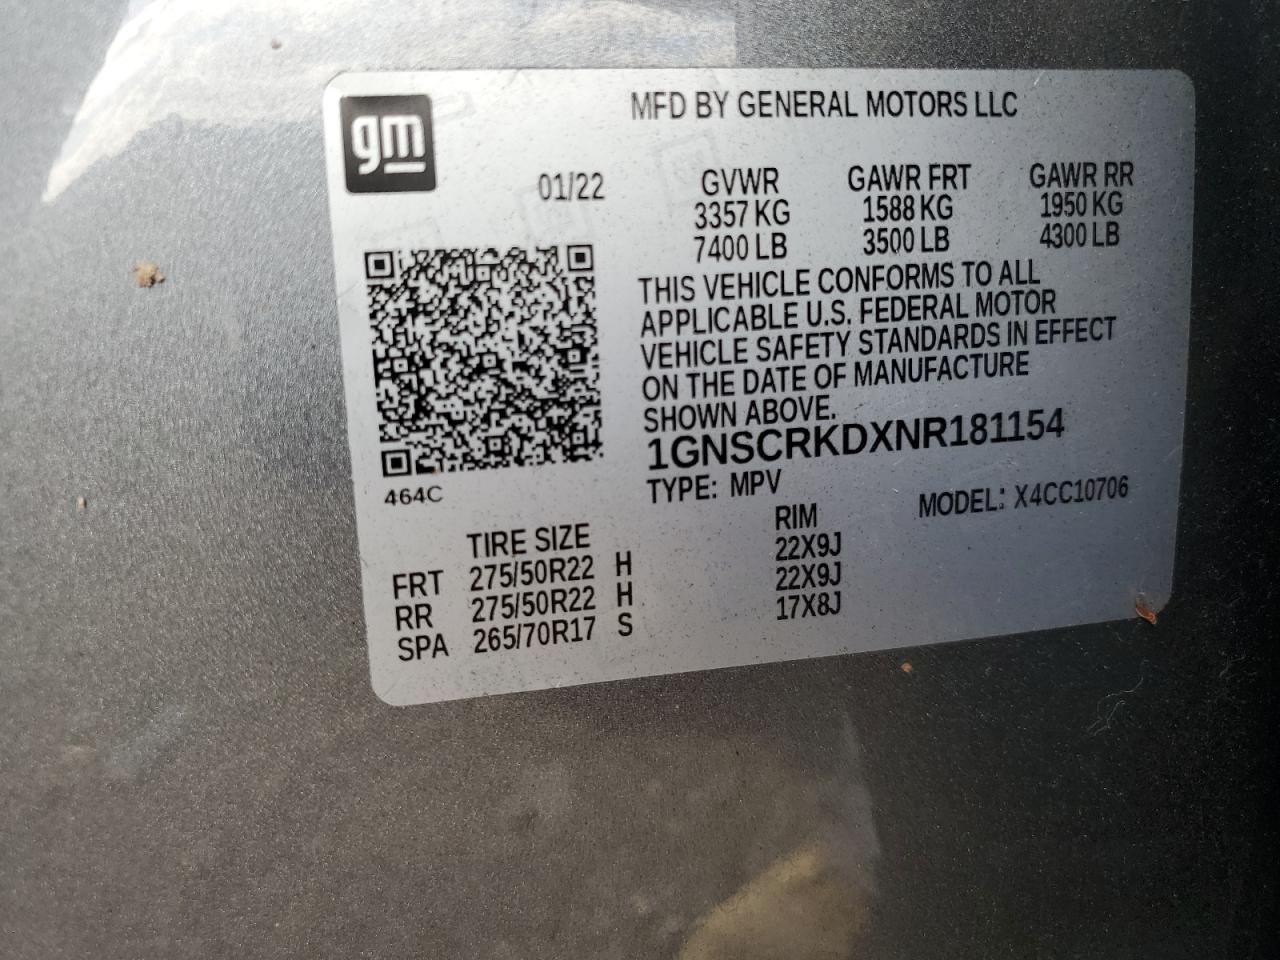 gm
MFD BY GENERAL MOTORS LLC
01/22
GVWR GAWR FRT GAWR RR
3357 KG 1588 KG 1950 KG
7400 LB 3500 LB 4300 LB
THIS VEHICLE CONFORMS TO ALL
APPLICABLE U.S. FEDERAL MOTOR
VEHICLE SAFETY STANDARDS IN EFFECT
ON THE DATE OF MANUFACTURE
SHOWN ABOVE.
1GNSCRKDXNR181154
464C
TYPE: MPV MODEL: X4CC10706
TIRE SIZE RIM
FRT 275/50R22 H 22X9J
RR 275/50R22 H 22X9J
SPA 265/70R17 S 17X8J